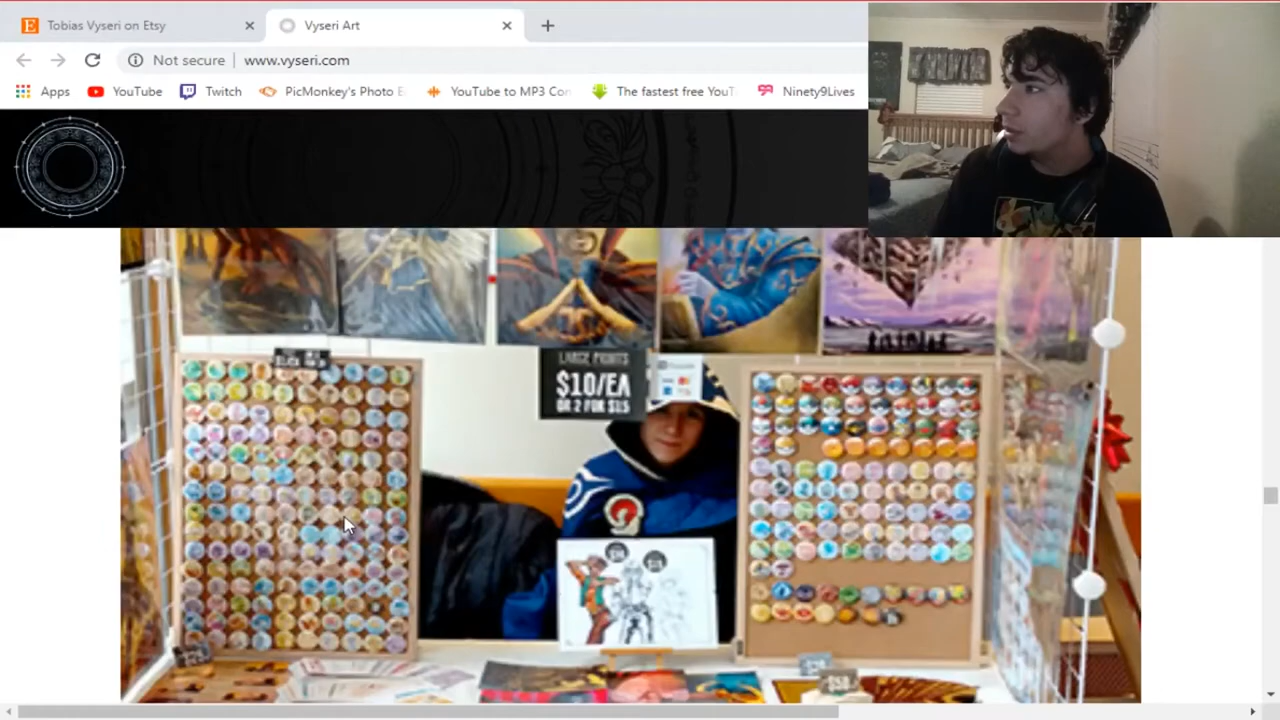 Tobias Vyseri on Etsy
Vyseri Art
Not secure
www.vyseri.com
Apps
YouTube
Twitch
PicMonkey's Photo E
YouTube to MP3 Con
The fastest free YouT
Ninety9Lives
LARGE PRINTS
$10/EA
OR 2 FOR $15
$50